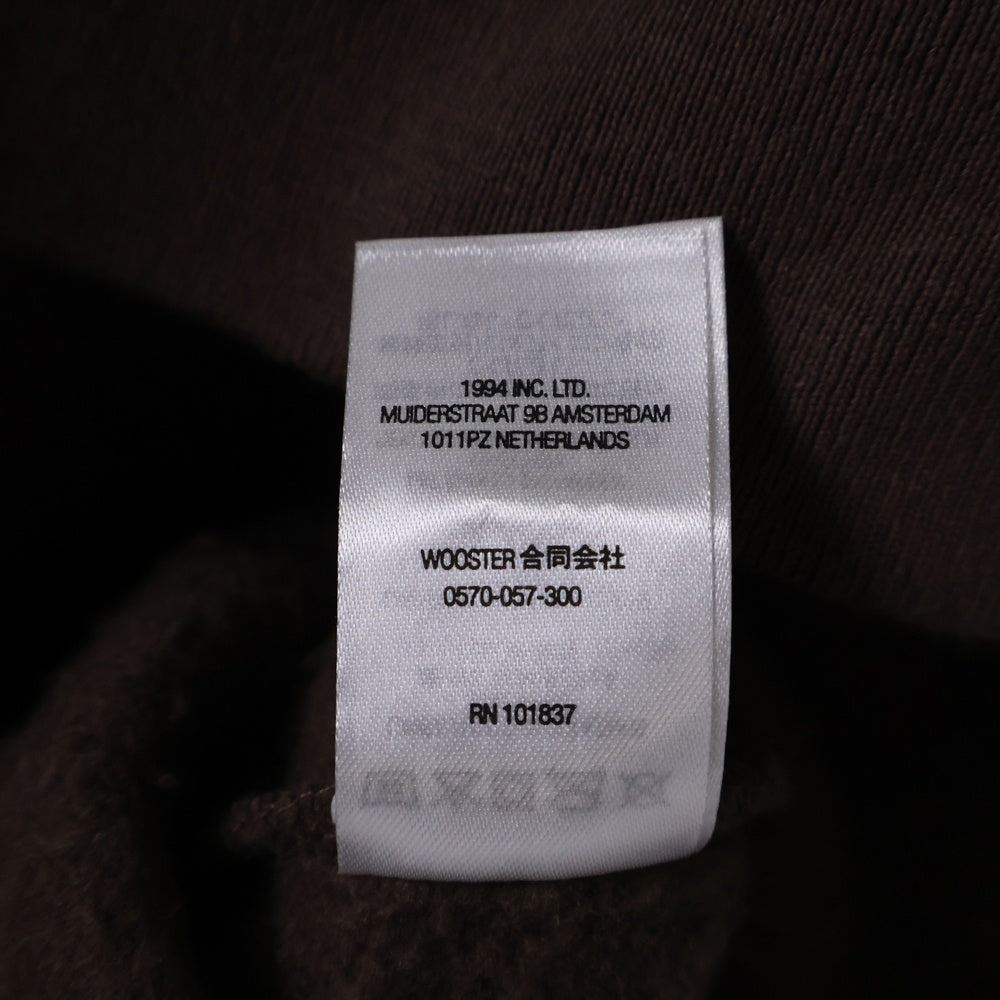 1994 INC. LTD.
MUIDERSTRAAT 9B AMSTERDAM
1011PZ NETHERLANDS
WOOSTER 合同会社
0570-057-300
RN 101837